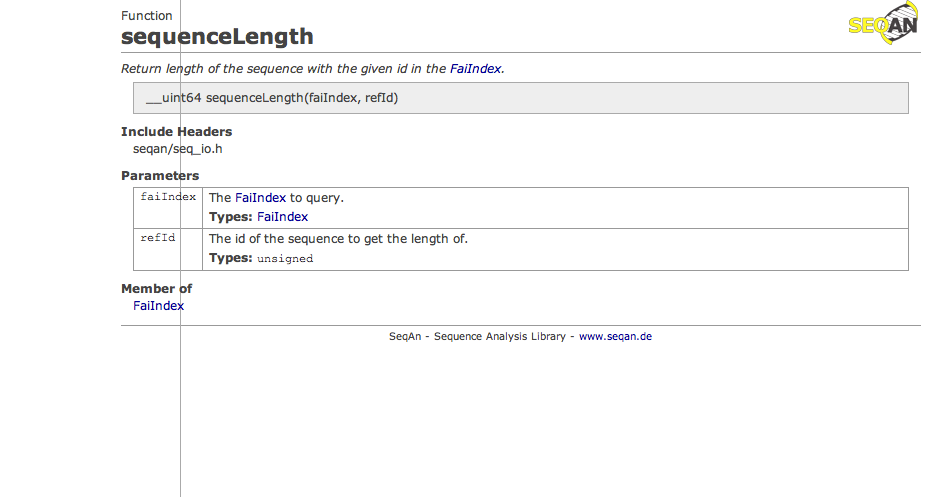 Function
SEQAN
sequenceLength
Return length of the sequence with the given id in the FaiIndex.
__uint64 sequenceLength(faiIndex, refId)
Include Headers
seqan/seq_io.h
Parameters
faiIndex The FaiIndex to query.
Types: FaiIndex
refId The id of the sequence to get the length of.
Types: unsigned
Member of
FaiIndex
SeqAn - Sequence Analysis Library - www.seqan.de